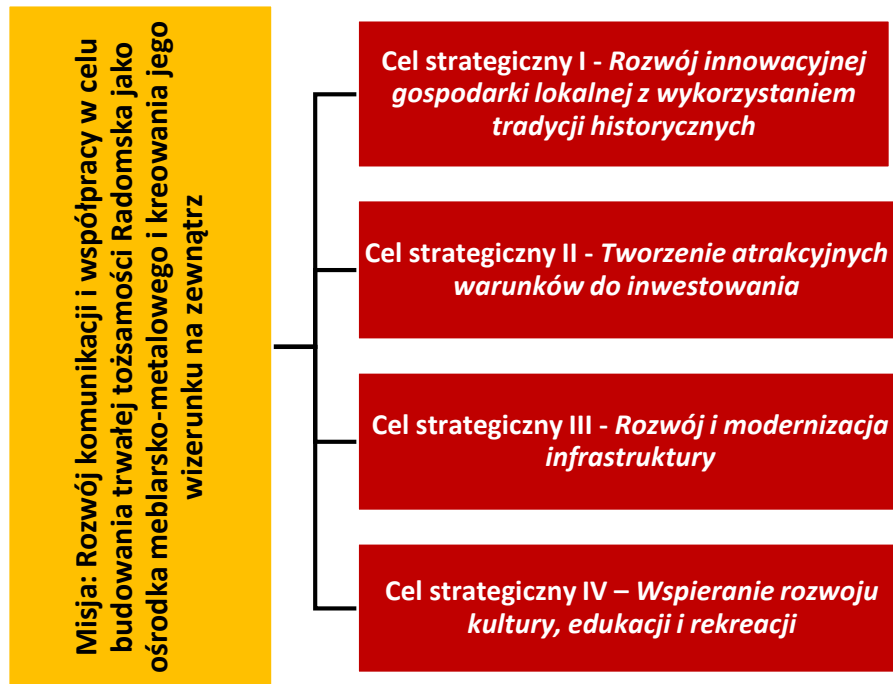 Misja: Rozwój komunikacji i współpracy w celu
budowania trwałej tożsamości Radomska jako
ośrodka meblarsko-metalowego i kreowania jego
wizerunku na zewnątrz
Cel strategiczny I - Rozwój innowacyjnej
gospodarki lokalnej z wykorzystaniem
tradycji historycznych
Cel strategiczny II - Tworzenie atrakcyjnych
warunków do inwestowania
Cel strategiczny III - Rozwój i modernizacja
infrastruktury
Cel strategiczny IV – Wspieranie rozwoju
kultury, edukacji i rekreacji